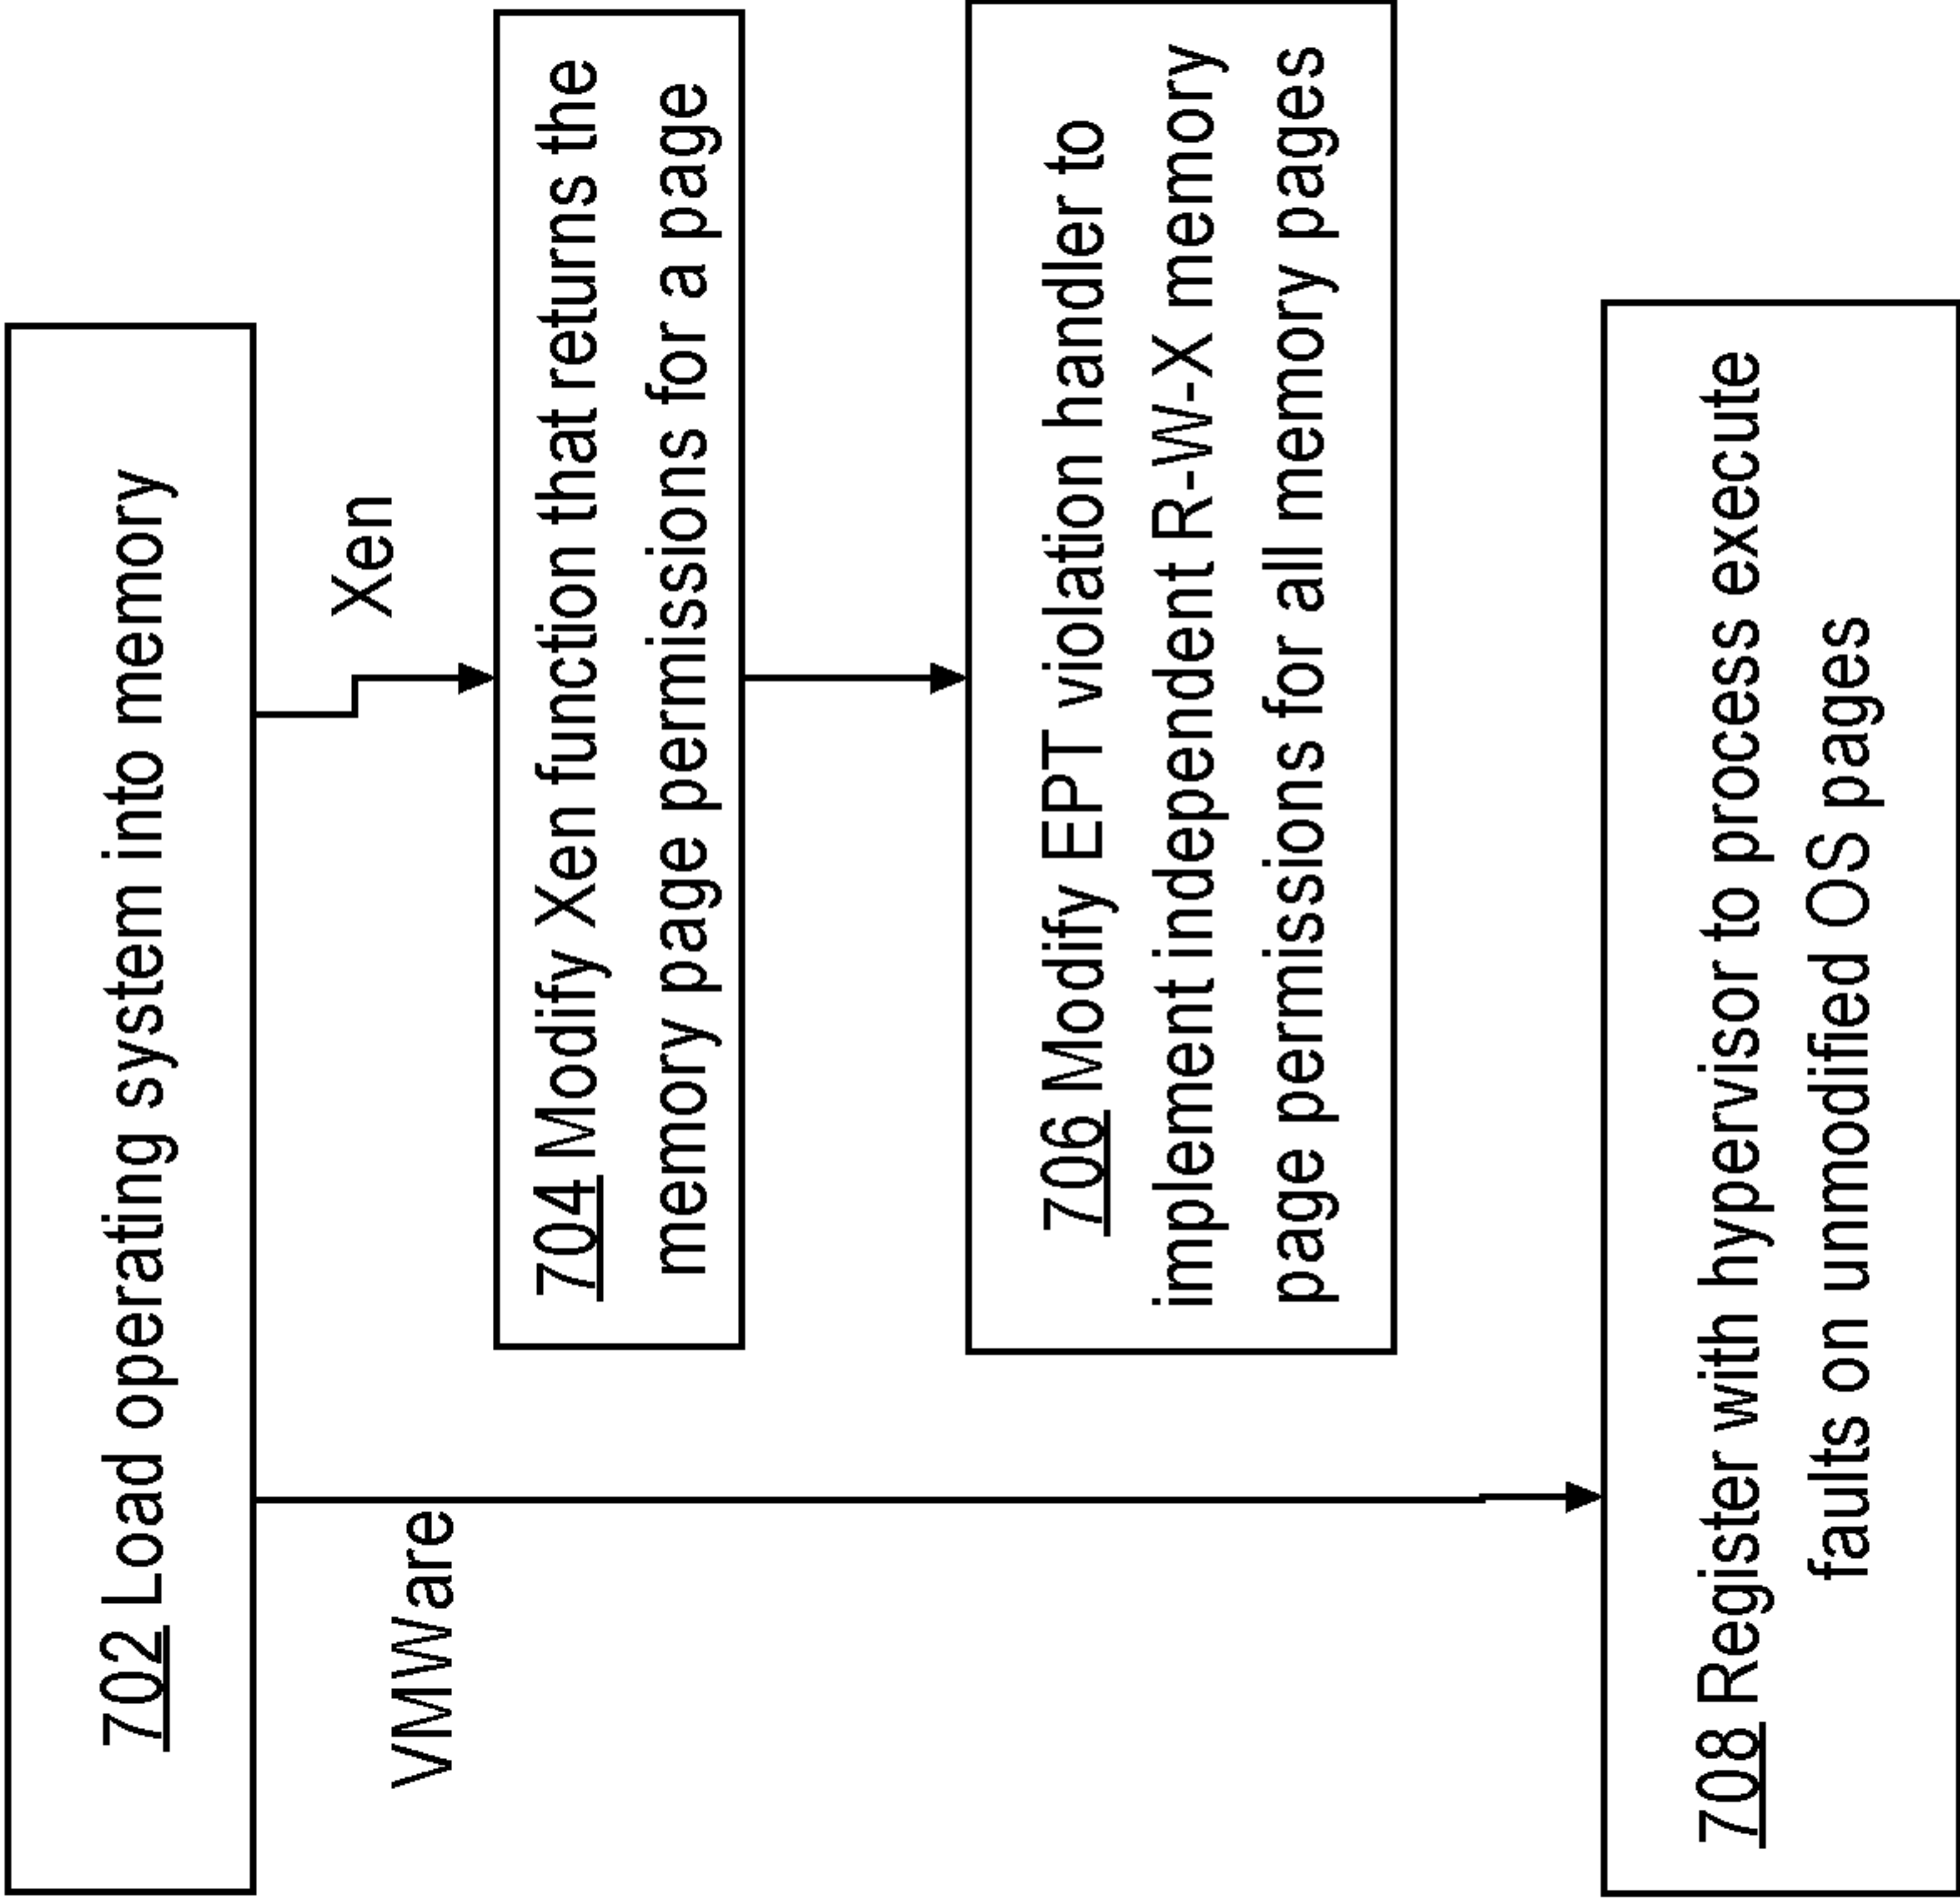 702 Load operating system into memory
Xen
VMWare
704 Modify Xen function that returns the
memory page permissions for a page
706 Modify EPT violation handler to
implement independent R-W-X memory
page permissions for all memory pages
708 Register with hypervisor to process execute
faults on unmodified OS pages